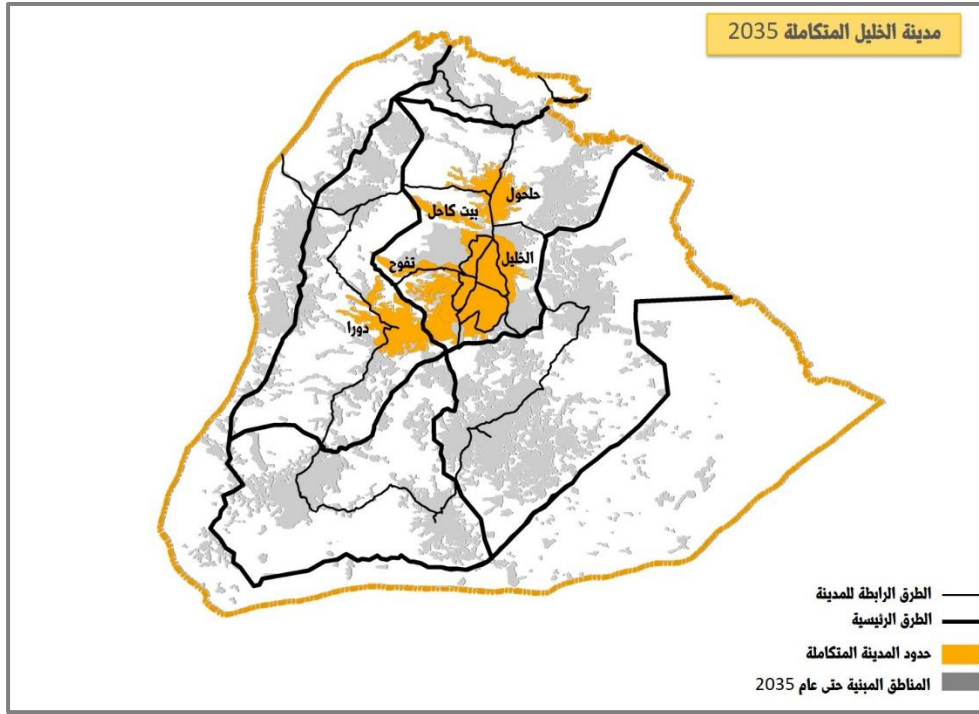 مدينة الخليل المتكاملة 2035
حلحول
بيت كاحل
الخليل
تفوح
دورا
الطرق الرابطة للمدينة
الطرق الرئيسية
حدود المدينة المتكاملة
المناطق المبنية حتى عام 2035